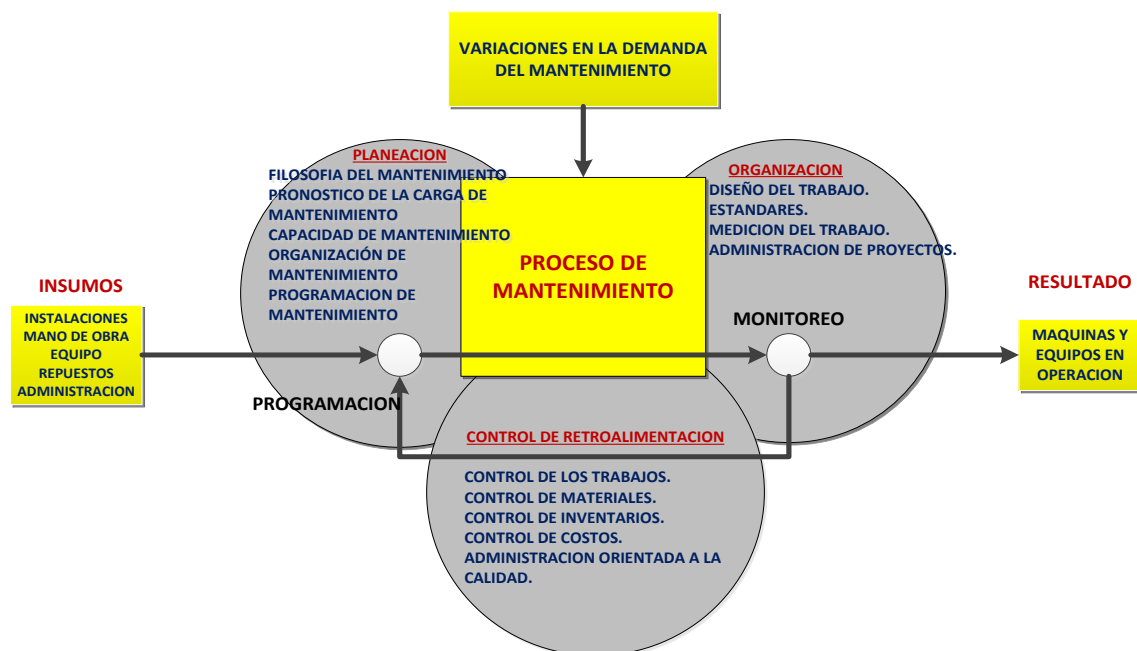 VARIACIONES EN LA DEMANDA
DEL MANTENIMIENTO
PLANEACION
FILOSOFIA DEL MANTENIMIENTO
PRONOSTICO DE LA CARGA DE
MANTENIMIENTO
CAPACIDAD DE MANTENIMIENTO
ORGANIZACIÓN DE
MANTENIMIENTO
PROGRAMACION DE
MANTENIMIENTO
PROCESO DE
MANTENIMIENTO
ORGANIZACION
DISEÑO DEL TRABAJO.
ESTANDARES.
MEDICION DEL TRABAJO.
ADMINISTRACION DE PROYECTOS.
INSUMOS
INSTALACIONES
MANO DE OBRA
EQUIPO
REPUESTOS
ADMINISTRACION
PROGRAMACION
MONITOREO
RESULTADO
MAQUINAS Y
EQUIPOS EN
OPERACION
CONTROL DE RETROALIMENTACION
CONTROL DE LOS TRABAJOS.
CONTROL DE MATERIALES.
CONTROL DE INVENTARIOS.
CONTROL DE COSTOS.
ADMINISTRACION ORIENTADA A LA
CALIDAD.